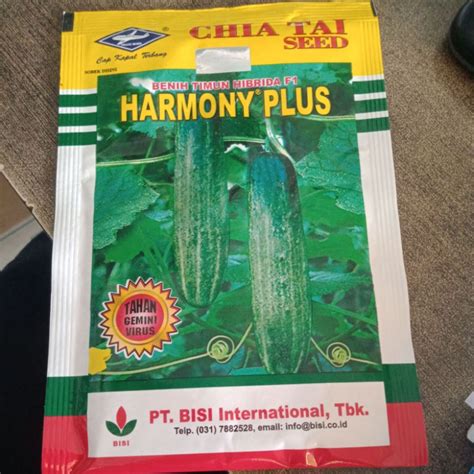 CHIA TAI
SEED
Cap Kapal Terbang
BENIH TIMUN HIBRIDA F1
HARMONY® PLUS
TAHAN
GEMINI
VIRUS
BISI
PT. BISI International, Tbk.
Telp. (031) 7882528, email: info@bisi.co.id